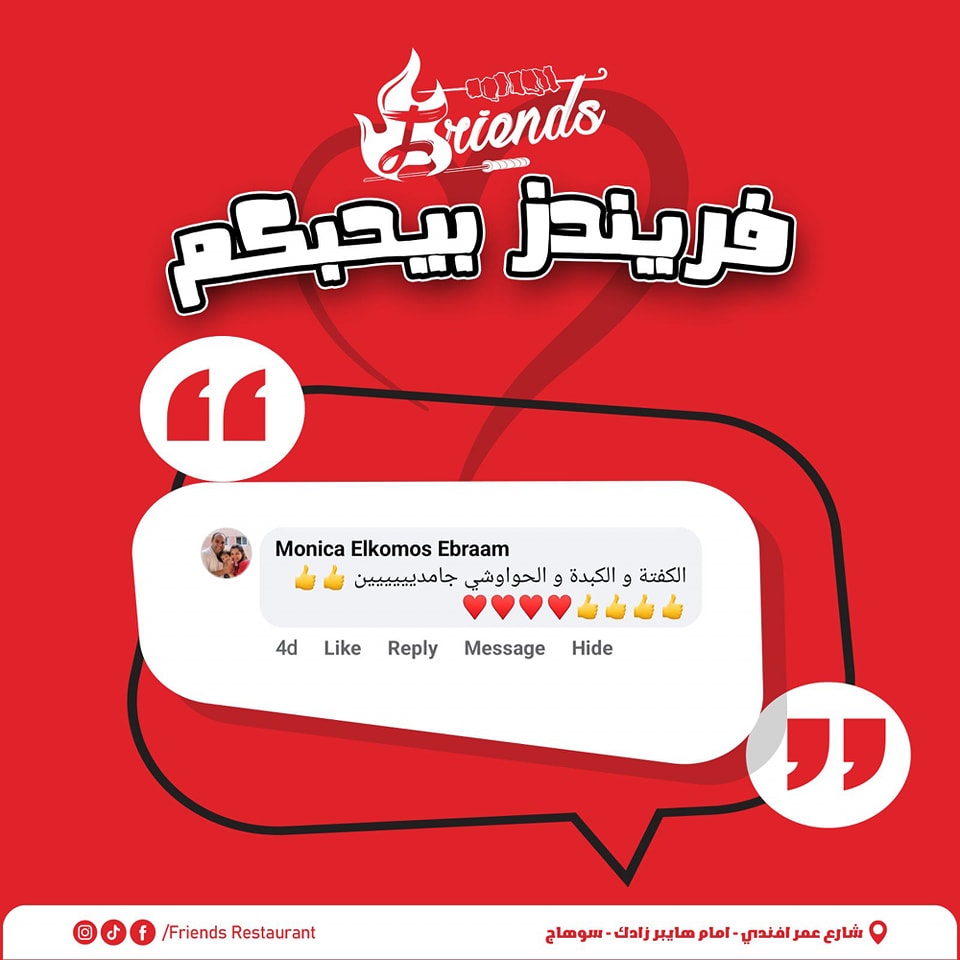 Friends
فريندز بيحبكم
Monica Elkomos Ebraam
الكفتة و الكبدة و الحواوشي جامدييييييين 👍👍
👍👍👍👍❤️❤️❤️❤️
4d Like Reply Message Hide
/Friends Restaurant
شارع عمر افندي - امام هايبر زادك - سوهاج